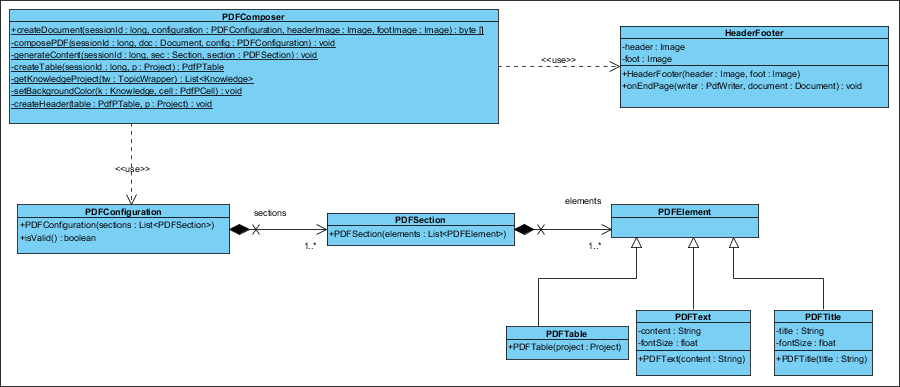 PDFComposer
+createDocument(sessionId : long, configuration : PDFConfiguration, headerImage : Image, footImage : Image) : byte []
-composePDF(sessionId : long, doc : Document, config : PDFConfiguration) : void
-generateContent(sessionId : long, sec : Section, section : PDFSection) : void
-createTable(sessionId : long, p : Project) : PdfPTable
-getKnowledgeProject(tw : TopicWrapper) : List<Knowledge>
-setBackgroundColor(k : Knowledge, cell : PdfPCell) : void
-createHeader(table : PdfPTable, p : Project) : void
<<use>>
HeaderFooter
-header : Image
-foot : Image
+HeaderFooter(header : Image, foot : Image)
+onEndPage(writer : PdfWriter, document : Document) : void
<<use>>
PDFConfiguration
+PDFConfiguration(sections : List<PDFSection>)
+isValid() : boolean
sections
1..*
PDFSection
+PDFSection(elements : List<PDFElement>)
elements
1..*
PDFElement
PDFTable
+PDFTable(project : Project)
PDFText
-content : String
-fontSize : float
+PDFText(content : String)
PDFTitle
-title : String
-fontSize : float
+PDFTitle(title : String)